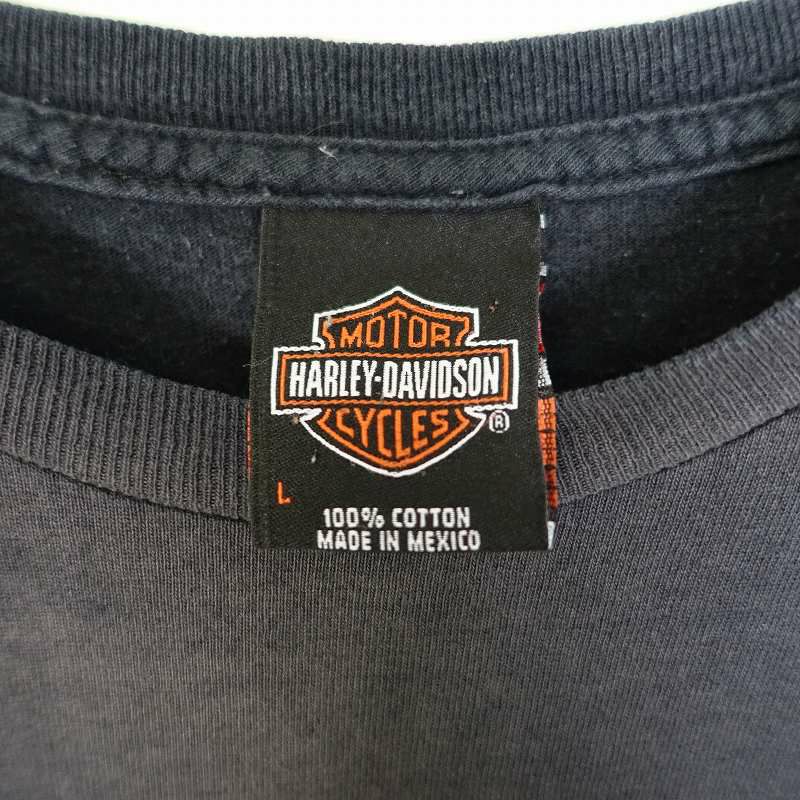 MOTOR
HARLEY-DAVIDSON
CYCLES
®
L
100% COTTON
MADE IN MEXICO